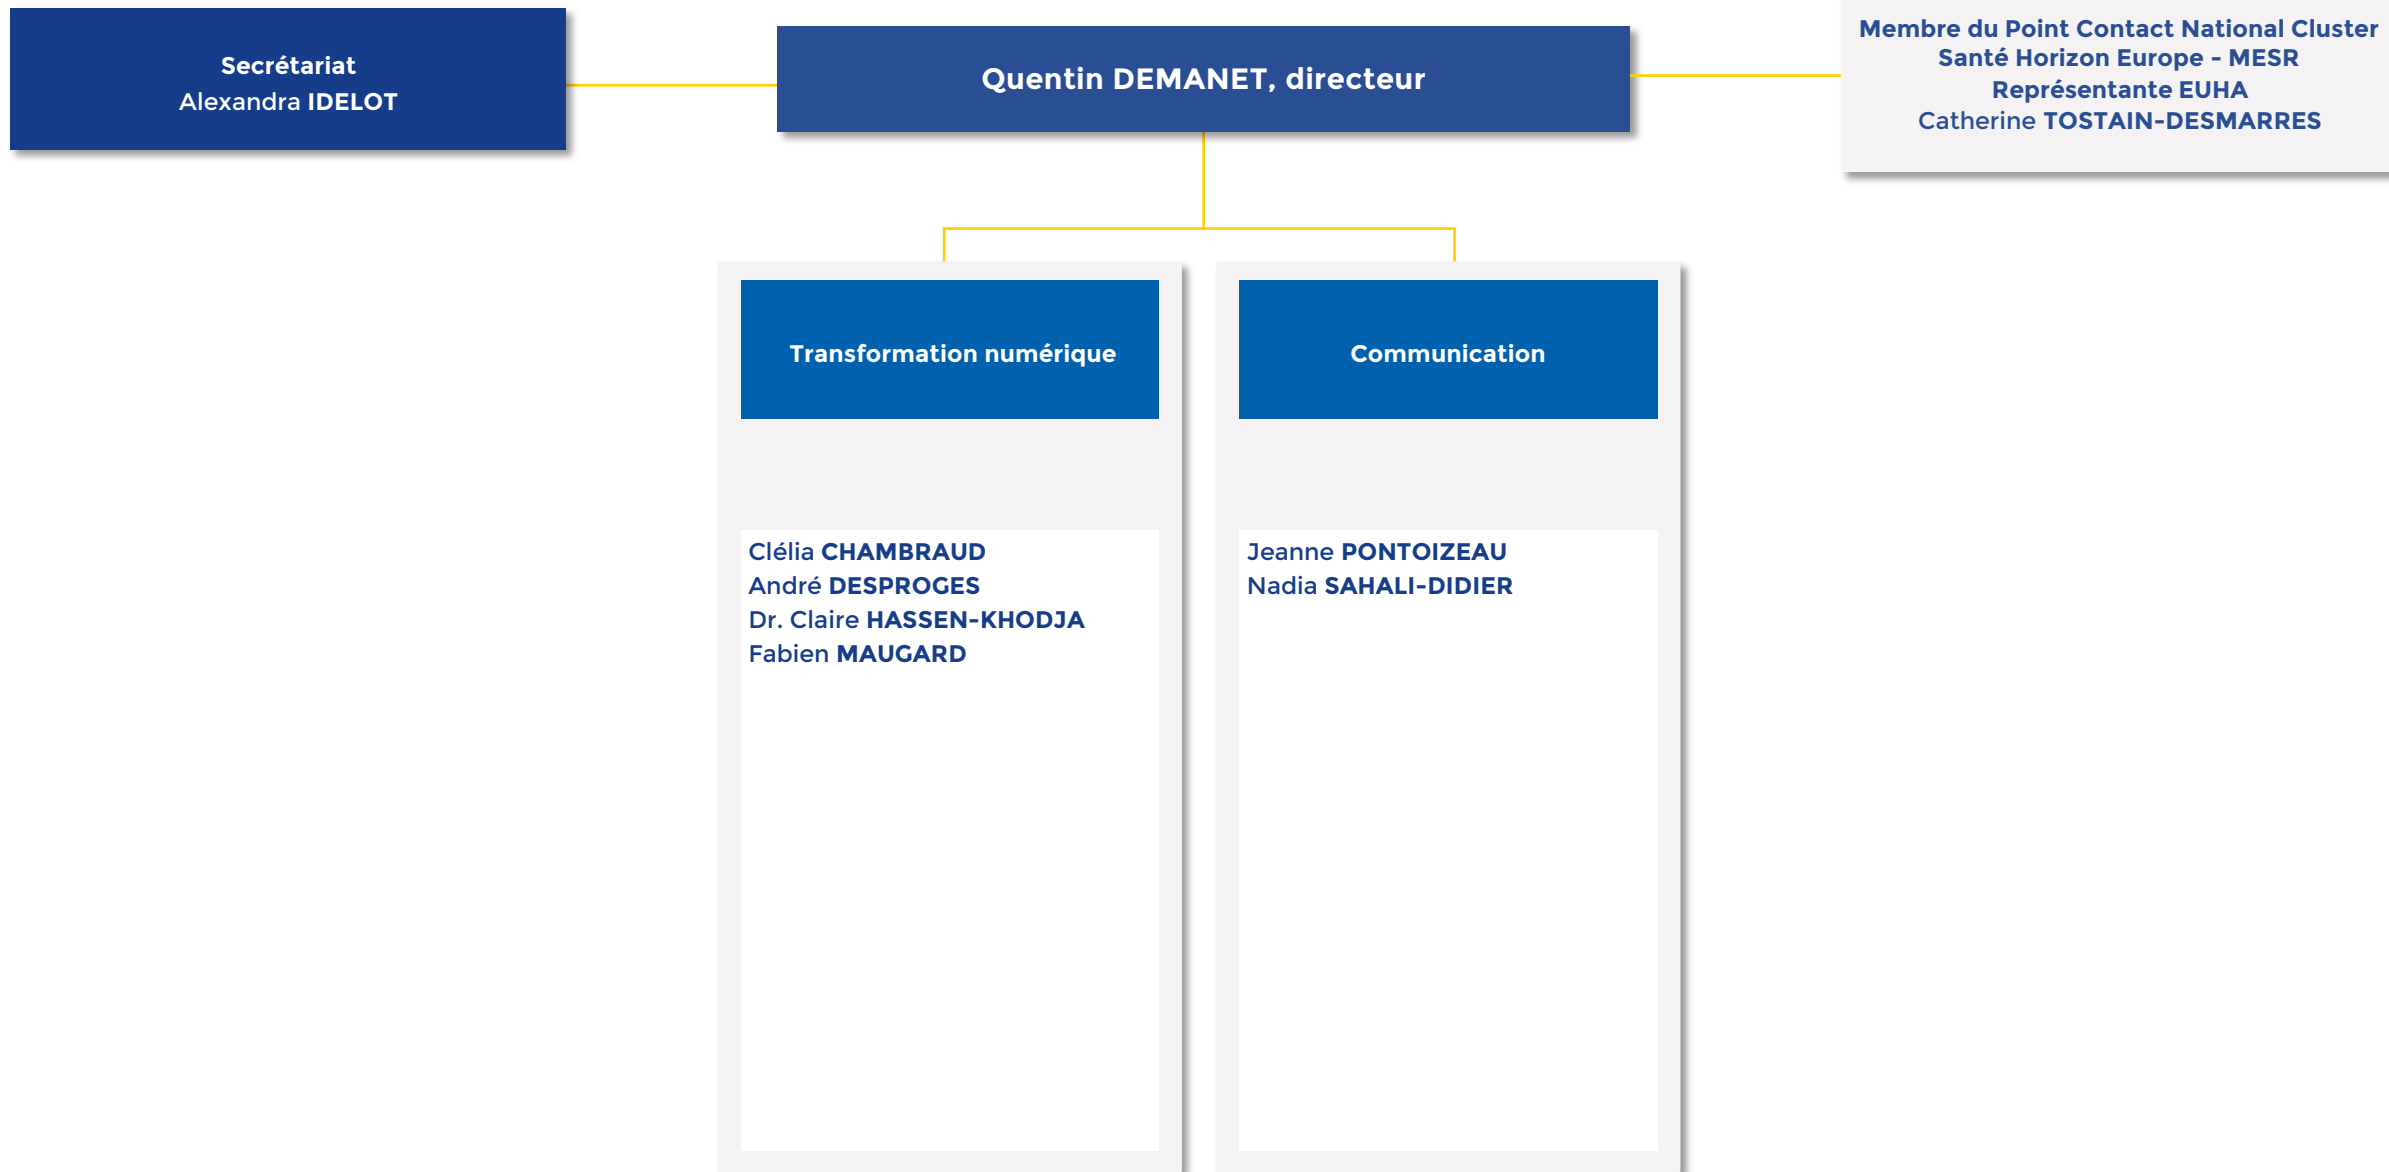 Secrétariat
Alexandra IDELOT
Quentin DEMANET, directeur
Membre du Point Contact National Cluster
Santé Horizon Europe - MESR
Représentante EUHA
Catherine TOSTAIN-DESMARRES
Transformation numérique
Clélia CHAMBRAUD
André DESPROGES
Dr. Claire HASSEN-KHODJA
Fabien MAUGARD
Communication
Jeanne PONTOIZEAU
Nadia SAHALI-DIDIER